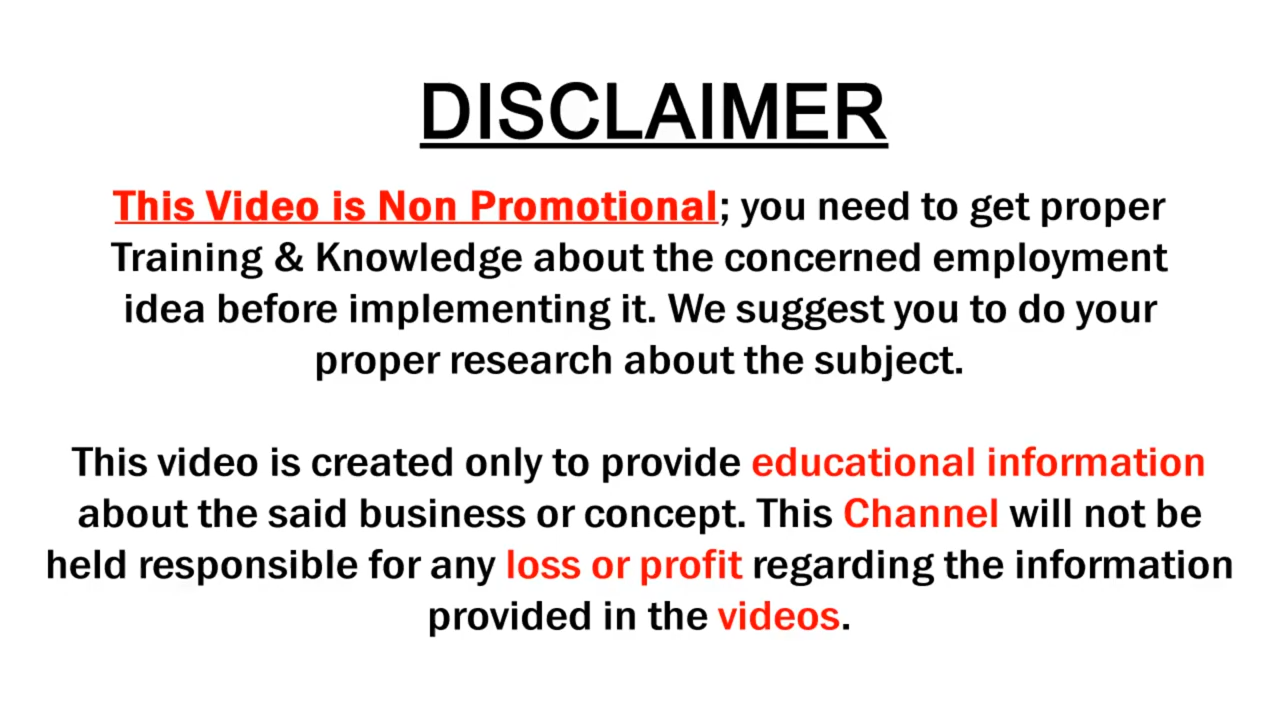 DISCLAIMER
This Video is Non Promotional; you need to get proper
Training & Knowledge about the concerned employment
idea before implementing it. We suggest you to do your
proper research about the subject.
This video is created only to provide educational information
about the said business or concept. This Channel will not be
held responsible for any loss or profit regarding the information
provided in the videos.